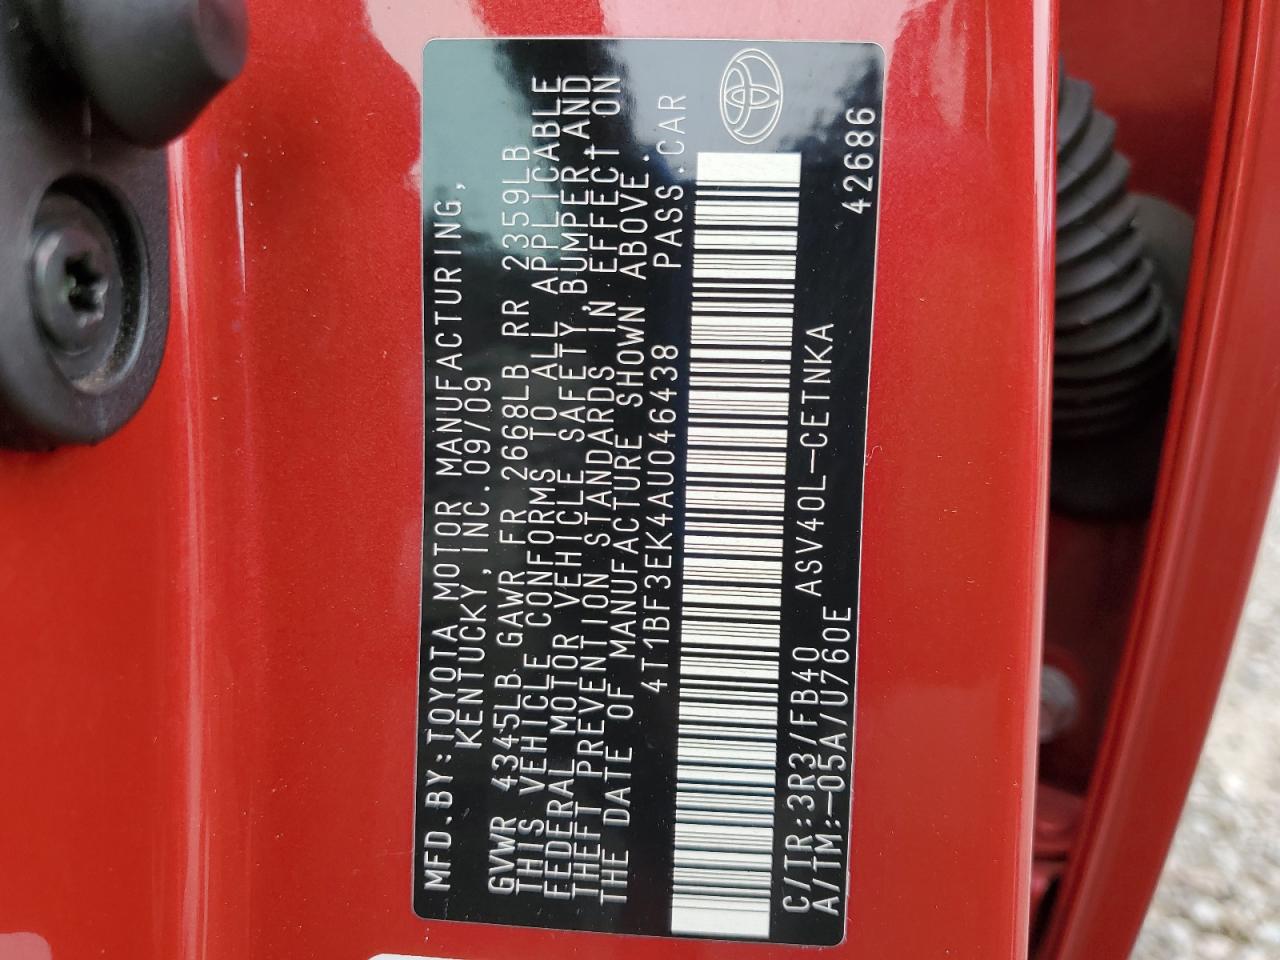 MFD.BY:TOYOTA MOTOR MANUFACTURING,
KENTUCKY,INC.09/09
GVWR 4345LB GAWR FR 2668LB RR 2359LB
THIS VEHICLE CONFORMS TO ALL APPLICABLE
FEDERAL MOTOR VEHICLE SAFETY,BUMPER,AND
THEFT PREVENTION STANDARDS IN EFFECT ON
THE DATE OF MANUFACTURE SHOWN ABOVE.
4T1BF3EK4AU046438 PASS.CAR
C/TR:3R3/FB40 ASV40L-CETNKA 42686
A/TM:-05A/U760E